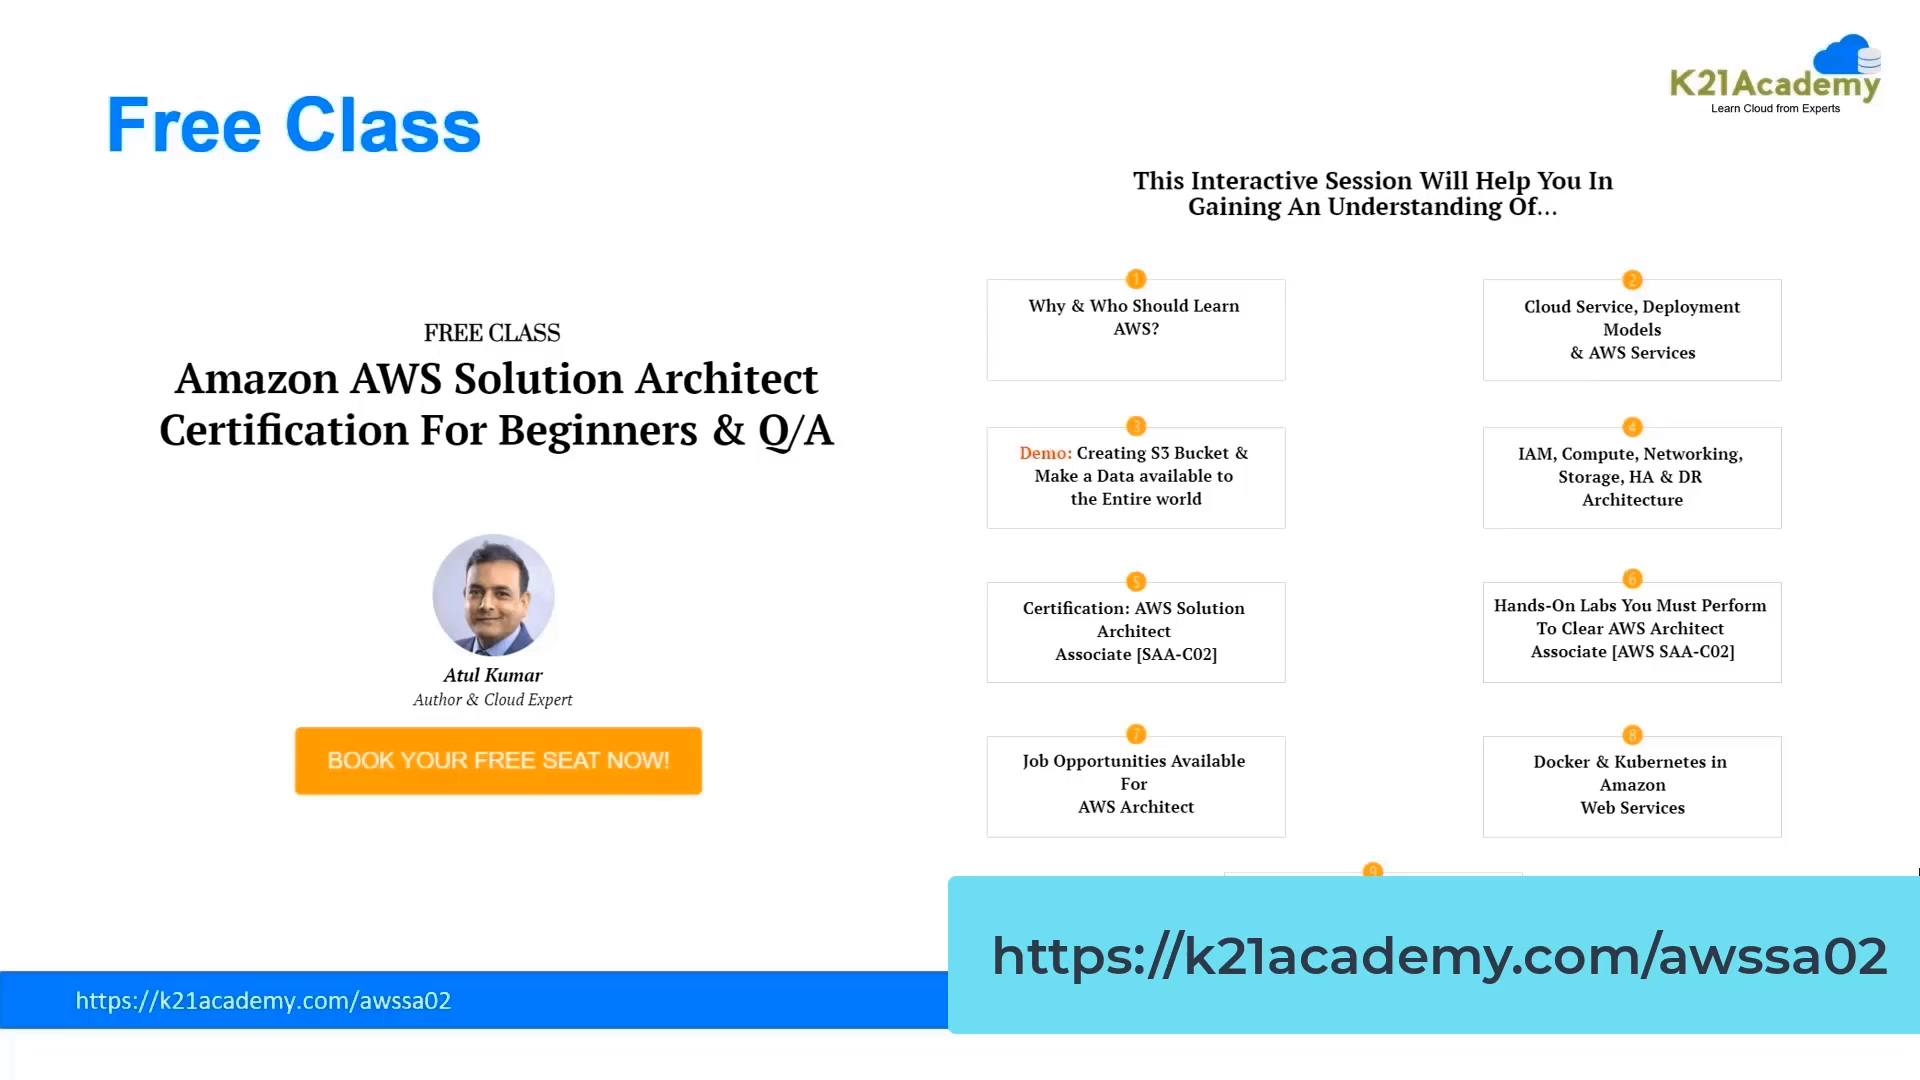 K21Academy
Learn Cloud from Experts
Free Class
This Interactive Session Will Help You In
Gaining An Understanding Of...
FREE CLASS
Amazon AWS Solution Architect
Certification For Beginners & Q/A
Atul Kumar
Author & Cloud Expert
BOOK YOUR FREE SEAT NOW!
1
Why & Who Should Learn
AWS?
2
Cloud Service, Deployment
Models
& AWS Services
3
Demo: Creating S3 Bucket &
Make a Data available to
the Entire world
4
IAM, Compute, Networking,
Storage, HA & DR
Architecture
5
Certification: AWS Solution
Architect
Associate [SAA-C02]
6
Hands-On Labs You Must Perform
To Clear AWS Architect
Associate [AWS SAA-C02]
7
Job Opportunities Available
For
AWS Architect
8
Docker & Kubernetes in
Amazon
Web Services
9
https://k21academy.com/awssa02
https://k21academy.com/awssa02